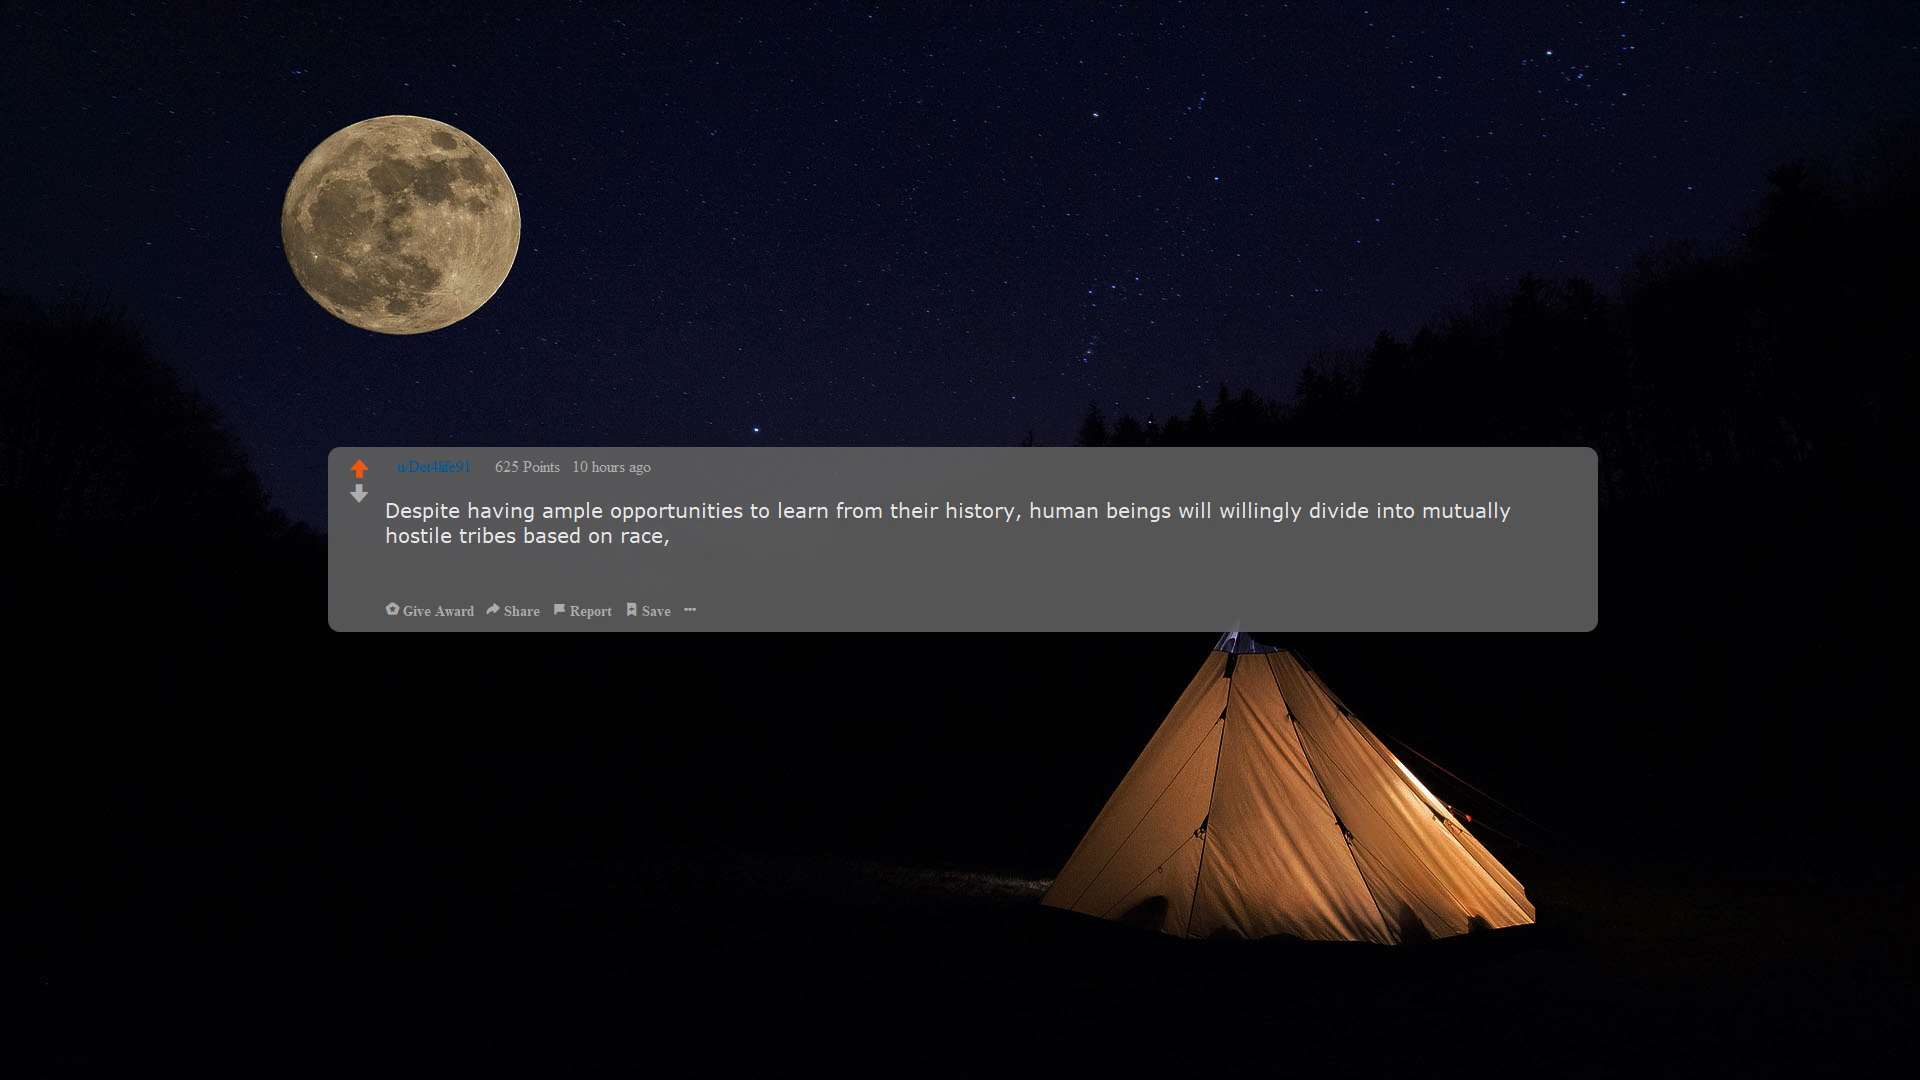 u/Det4life91 625 Points 10 hours ago
Despite having ample opportunities to learn from their history, human beings will willingly divide into mutually
hostile tribes based on race,
Give Award Share Report Save